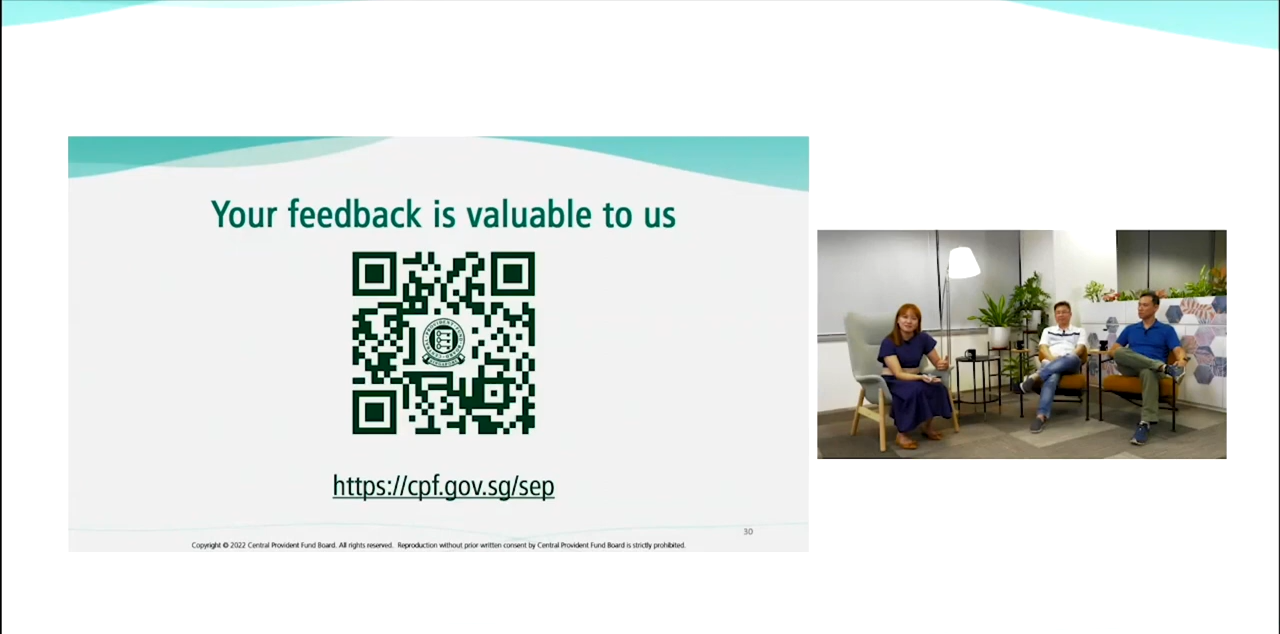 Your feedback is valuable to us
https://cpf.gov.sg/sep
30
Copyright © 2022 Central Provident Fund Board. All rights reserved. Reproduction without prior written consent by Central Provident Fund Board is strictly prohibited.